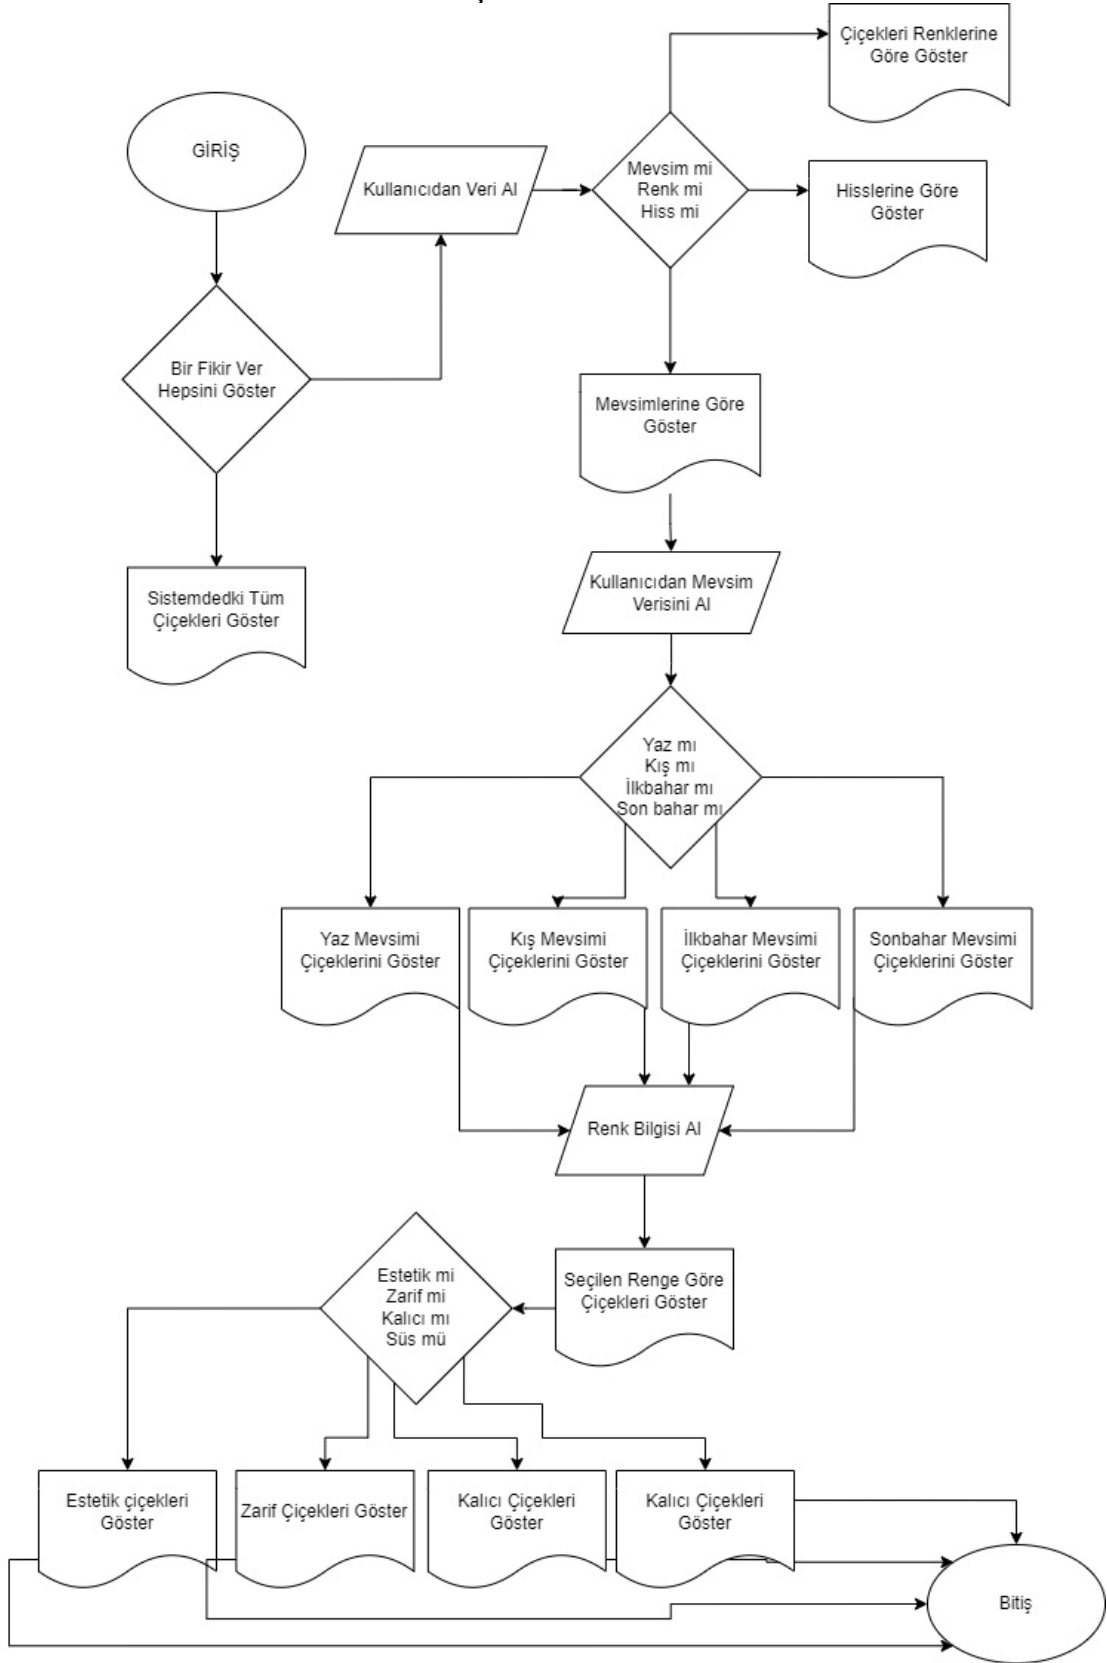 Çiçekleri Renklerine
Göre Göster
GİRİŞ
Kullanıcıdan Veri Al
Mevsim mi
Renk mi
Hiss mi
Hisslerine Göre
Göster
Bir Fikir Ver
Hepsini Göster
Mevsimlerine Göre
Göster
Sistemdedki Tüm
Çiçekleri Göster
Kullanıcıdan Mevsim
Verisini Al
Yaz mı
Kış mı
İlkbahar mı
Son bahar mı
Yaz Mevsimi
Çiçeklerini Göster
Kış Mevsimi
Çiçeklerini Göster
İlkbahar Mevsimi
Çiçeklerini Göster
Sonbahar Mevsimi
Çiçeklerini Göster
Renk Bilgisi Al
Seçilen Renge Göre
Çiçekleri Göster
Estetik mi
Zarif mi
Kalıcı mı
Süs mü
Estetik çiçekleri
Göster
Zarif Çiçekleri Göster
Kalıcı Çiçekleri
Göster
Kalıcı Çiçekleri
Göster
Bitiş